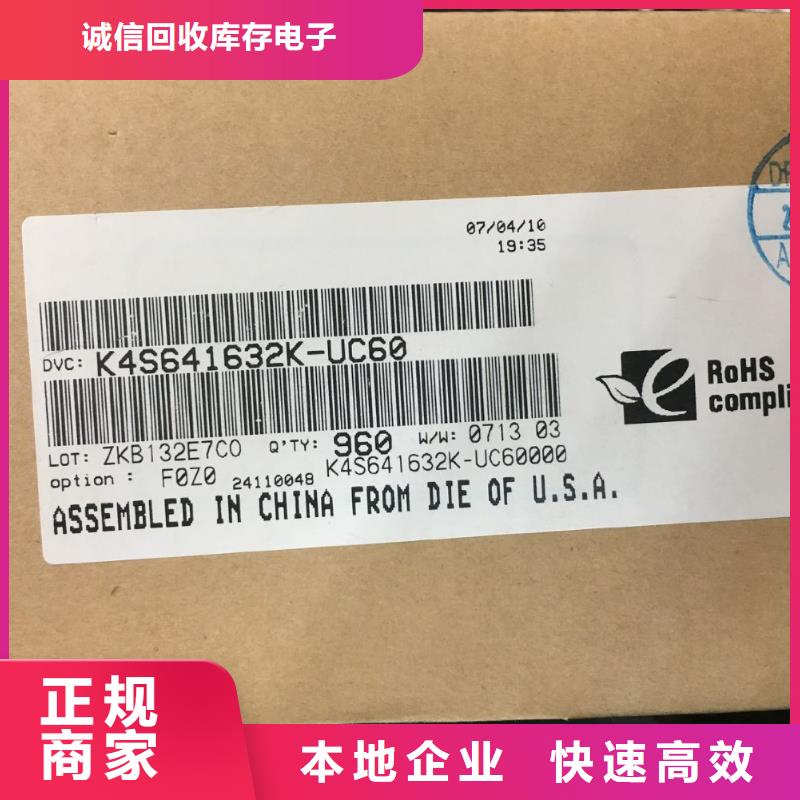 诚信回收库存电子
07/04/10
19:35
DVC: K4S641632K-UC60
LOT: ZKB132E7C0 Q'TY: 960 W/W: 0713 03
option : F0Z0 24110048 K4S641632K-UC60000
ASSEMBLED IN CHINA FROM DIE OF U.S.A.
RoHS
compli
正规
商家
本地企业 快速高效